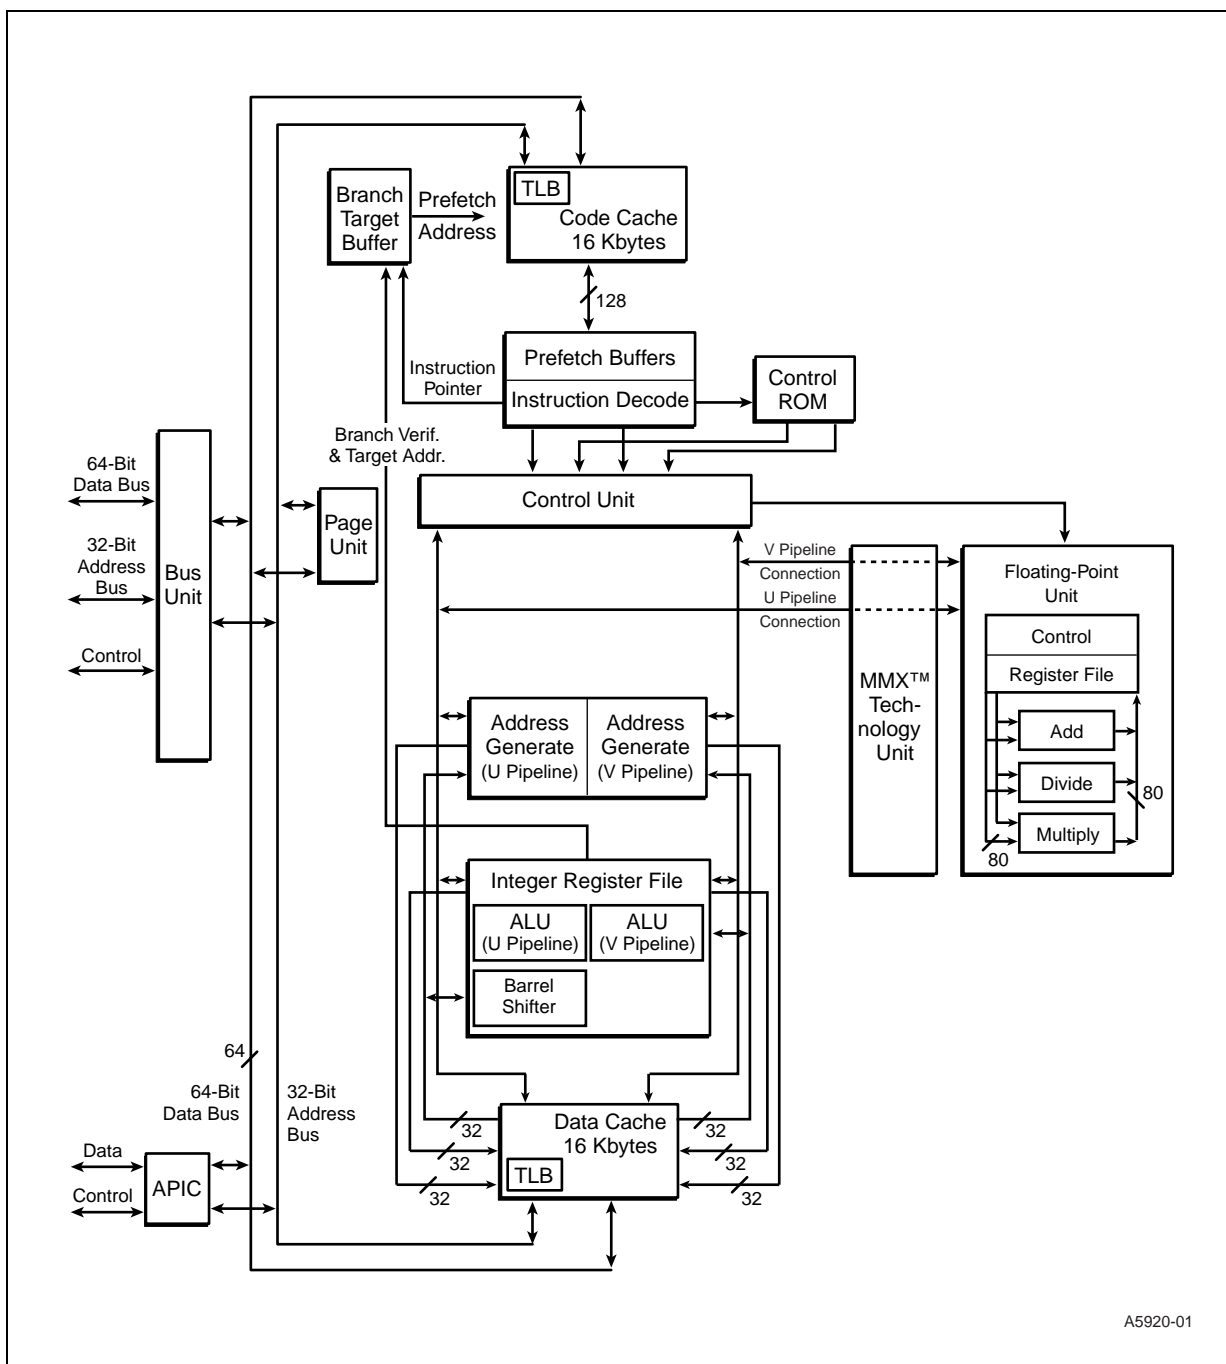 TLB
Code Cache
16 Kbytes
Branch
Target
Buffer
Prefetch
Address
128
Prefetch Buffers
Instruction Decode
Instruction
Pointer
Control
ROM
Branch Verif.
& Target Addr.
Control Unit
64-Bit
Data Bus
32-Bit
Address
Bus
Control
Bus
Unit
Page
Unit
V Pipeline
Connection
U Pipeline
Connection
MMX™
Tech-
nology
Unit
Floating-Point
Unit
Control
Register File
Add
Divide
Multiply
80
80
Address
Generate
(U Pipeline)
Address
Generate
(V Pipeline)
Integer Register File
ALU
(U Pipeline)
ALU
(V Pipeline)
Barrel
Shifter
64
64-Bit
Data Bus
32-Bit
Address
Bus
Data Cache
16 Kbytes
TLB
32
32
32
32
32
32
Data
Control
APIC
A5920-01